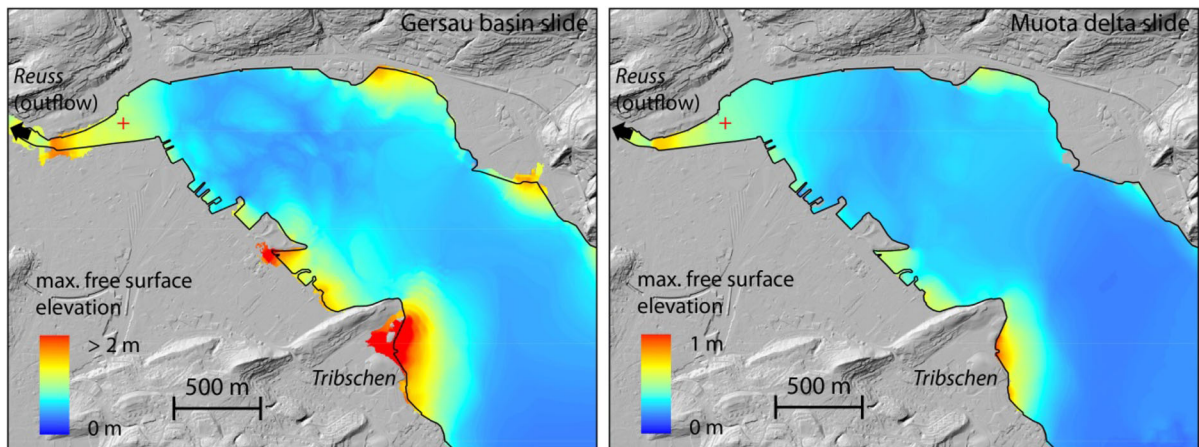 Gersau basin slide
Reuss
(outflow)
max. free surface
elevation
> 2 m
0 m
500 m
Tribschen
Muota delta slide
Reuss
(outflow)
max. free surface
elevation
1 m
0 m
500 m
Tribschen